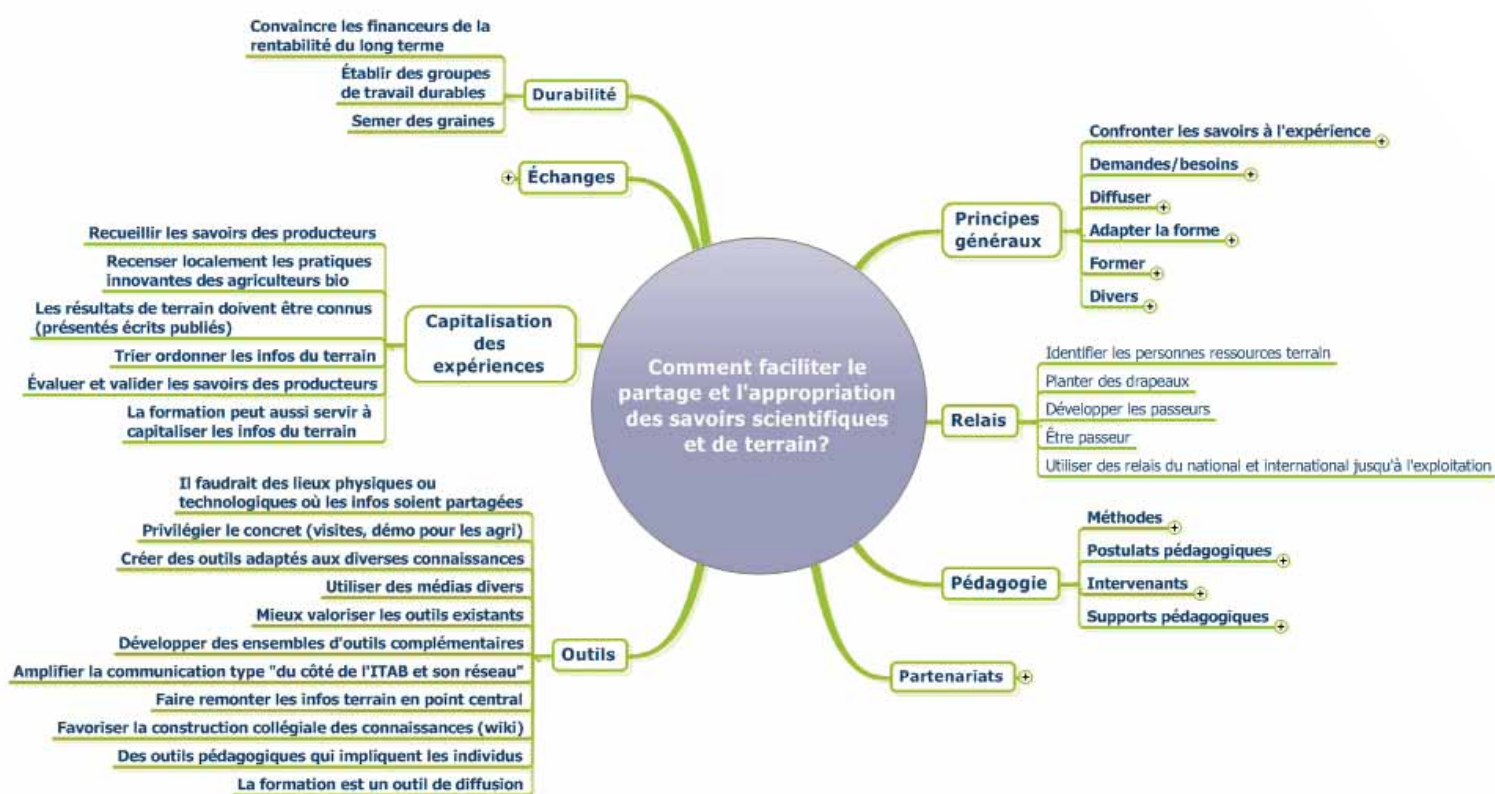 Comment faciliter le
partage et l'appropriation
des savoirs scientifiques
et de terrain?
Principes
généraux
Confronter les savoirs à l'expérience
Demandes/besoins
Diffuser
Adapter la forme
Former
Divers
Relais
Identifier les personnes ressources terrain
Planter des drapeaux
Développer les passeurs
Être passeur
Utiliser des relais du national et international jusqu'à l'exploitation
Pédagogie
Méthodes
Postulats pédagogiques
Intervenants
Supports pédagogiques
Partenariats
Outils
Il faudrait des lieux physiques ou
technologiques où les infos soient partagées
Privilégier le concret (visites, démo pour les agri)
Créer des outils adaptés aux diverses connaissances
Utiliser des médias divers
Mieux valoriser les outils existants
Développer des ensembles d'outils complémentaires
Amplifier la communication type "du côté de l'ITAB et son réseau"
Faire remonter les infos terrain en point central
Favoriser la construction collégiale des connaissances (wiki)
Des outils pédagogiques qui impliquent les individus
La formation est un outil de diffusion
Capitalisation
des
expériences
Recueillir les savoirs des producteurs
Recenser localement les pratiques
innovantes des agriculteurs bio
Les résultats de terrain doivent être connus
(présentés écrits publiés)
Trier ordonner les infos du terrain
Évaluer et valider les savoirs des producteurs
La formation peut aussi servir à
capitaliser les infos du terrain
Échanges
Durabilité
Convaincre les financeurs de la
rentabilité du long terme
Établir des groupes
de travail durables
Semer des graines